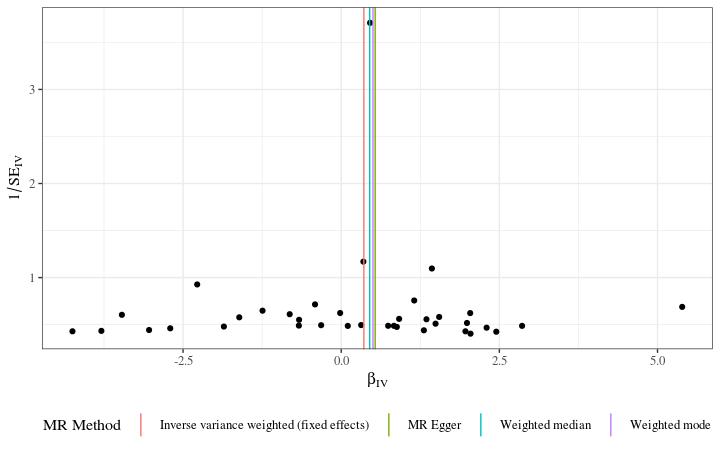 1/SE_IV
3
2
1
-2.5
0.0
2.5
5.0
β_IV
MR Method Inverse variance weighted (fixed effects) MR Egger Weighted median Weighted mode